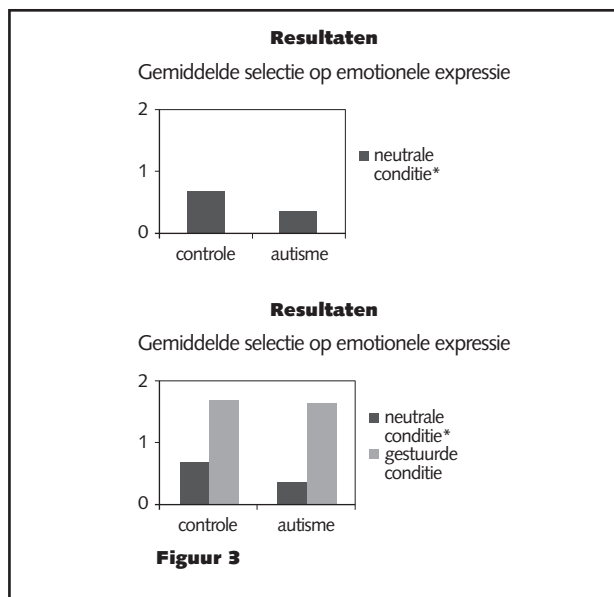 Resultaten
Gemiddelde selectie op emotionele expressie
2
1
0
controle autisme
neutrale
conditie*
Resultaten
Gemiddelde selectie op emotionele expressie
2
1
0
controle autisme
neutrale
conditie*
gestuurde
conditie
Figuur 3